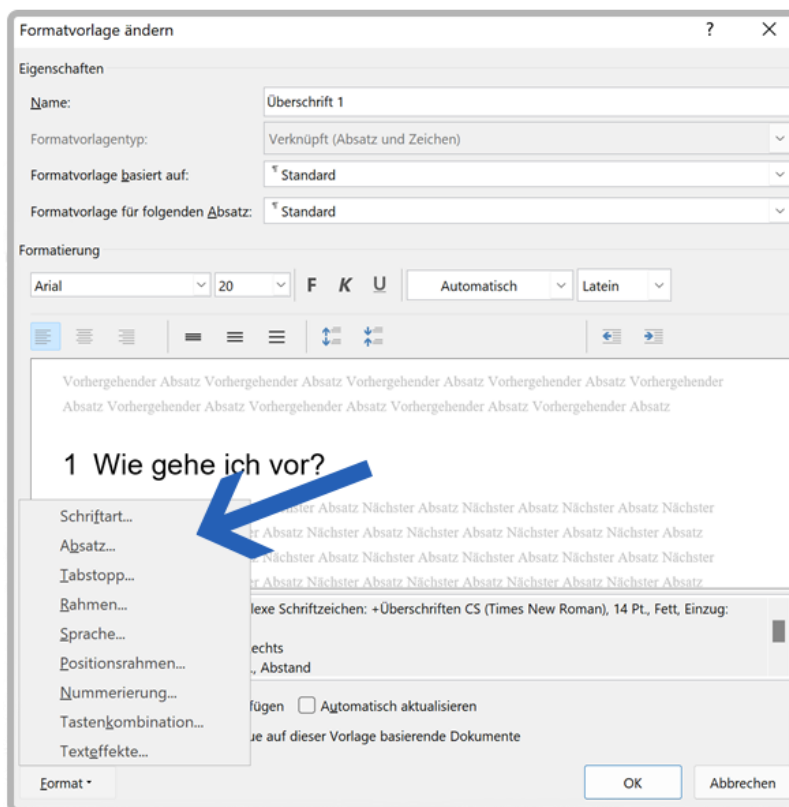 Formatvorlage ändern ?
Eigenschaften
Name: Überschrift 1
Formatvorlagentyp: Verknüpft (Absatz und Zeichen)
Formatvorlage basiert auf: ¶ Standard
Formatvorlage für folgenden Absatz: ¶ Standard
Formatierung
Arial 20 F K U Automatisch Latein
Vorhergehender Absatz Vorhergehender Absatz Vorhergehender Absatz Vorhergehender Absatz Vorhergehender
Absatz Vorhergehender Absatz Vorhergehender Absatz Vorhergehender Absatz Vorhergehender Absatz
1 Wie gehe ich vor?
Absatz Nächster Absatz Nächster Absatz Nächster Absatz Nächster
Absatz Nächster Absatz Nächster Absatz Nächster Absatz
Nächster Absatz Nächster Absatz Nächster Absatz Nächster
Absatz Nächster Absatz Nächster Absatz Nächster Absatz
Schriftart...
Absatz...
Tabstopp...
Rahmen...
Sprache...
Positionsrahmen...
Nummerierung...
Tastenkombination...
Texteffekte...
lexe Schriftzeichen: +Überschriften CS (Times New Roman), 14 Pt., Fett, Einzug:
echts
., Abstand
fügen Automatisch aktualisieren
ue auf dieser Vorlage basierende Dokumente
Format OK Abbrechen